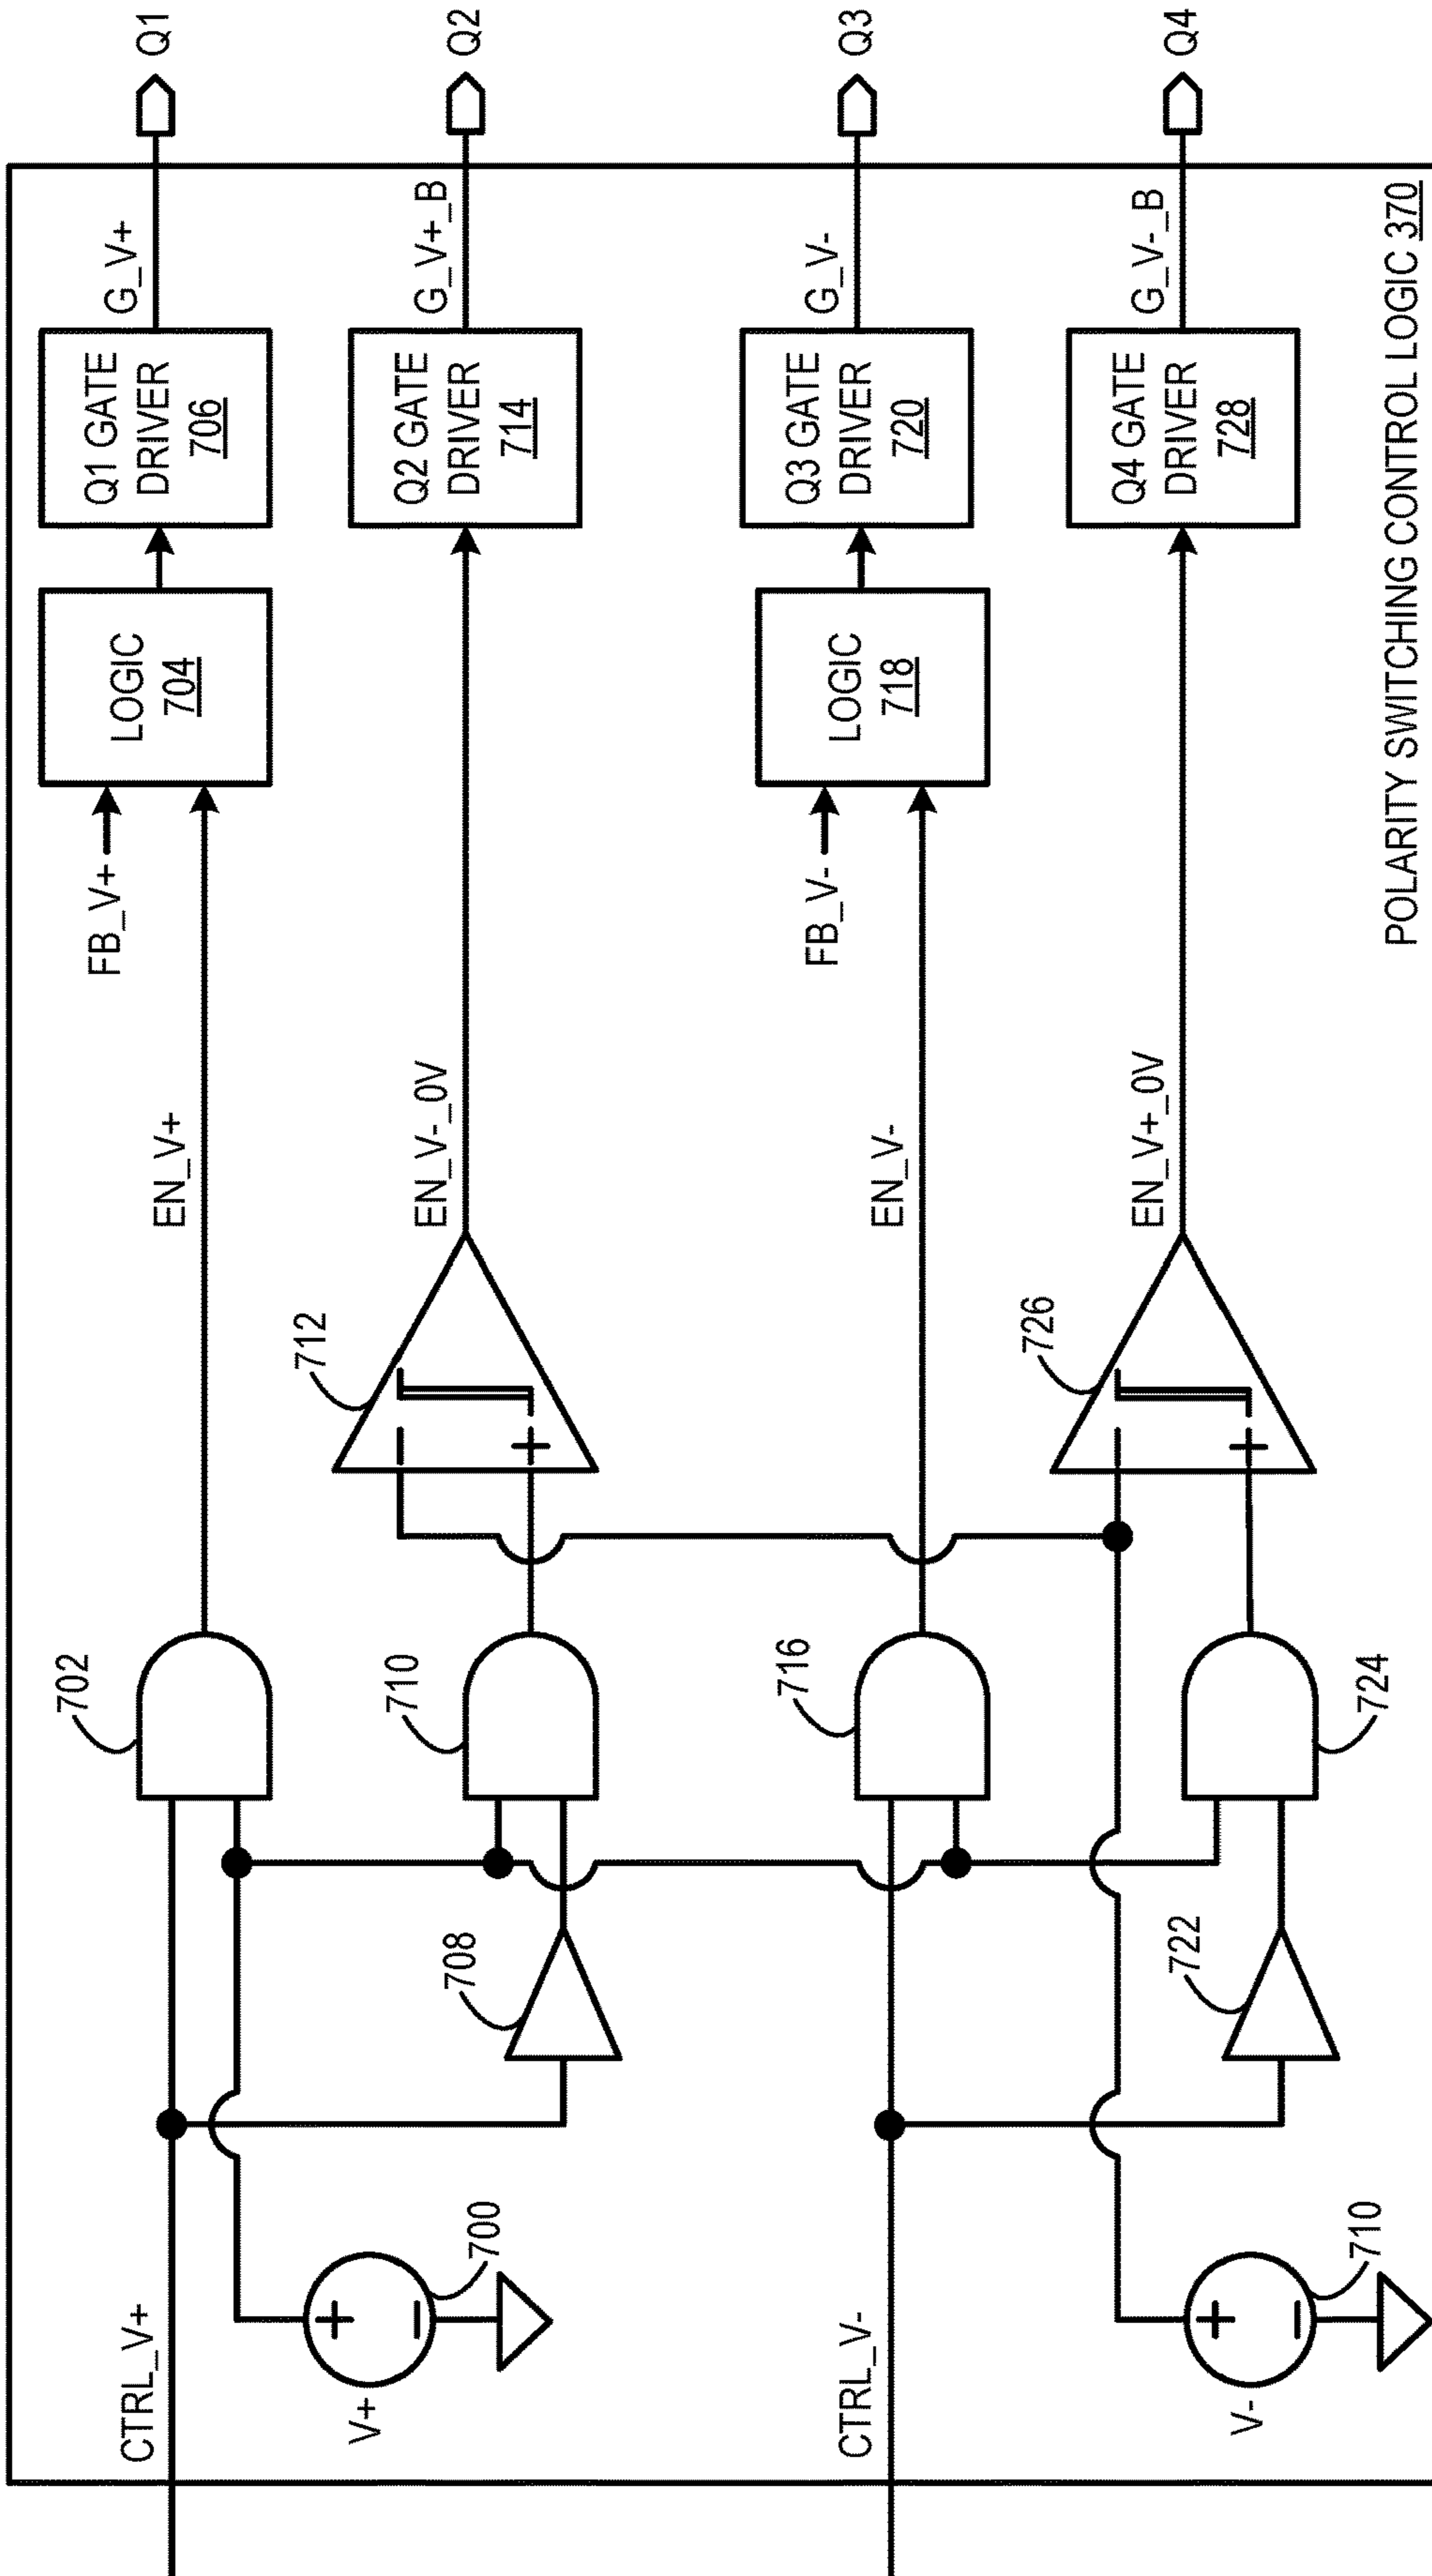 CTRL_V+
V+
700
708
702
710
712
EN_V+
EN_V-_0V
FB_V+
LOGIC
704
Q1 GATE
DRIVER
706
G_V+
Q1
Q2 GATE
DRIVER
714
G_V+_B
Q2
CTRL_V-
V-
710
722
716
724
726
EN_V-
EN_V+_0V
FB_V-
LOGIC
718
Q3 GATE
DRIVER
720
G_V-
Q3
Q4 GATE
DRIVER
728
G_V-_B
Q4
POLARITY SWITCHING CONTROL LOGIC 370
+
−
+
−
−
+
−
+